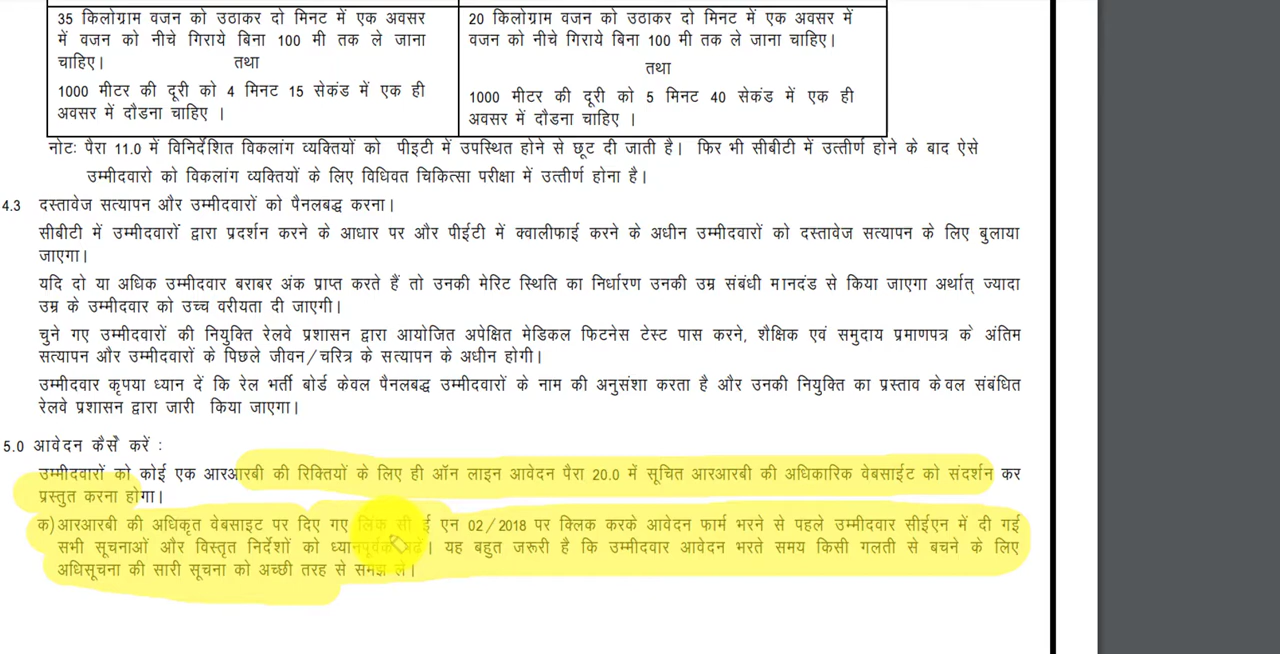 35 किलोग्राम वजन को उठाकर दो मिनट में एक अवसर
में वजन को नीचे गिराये बिना 100 मी तक ले जाना
चाहिए। तथा
1000 मीटर की दूरी को 4 मिनट 15 सेकंड में एक ही
अवसर में दौडना चाहिए ।
20 किलोग्राम वजन को उठाकर दो मिनट में एक अवसर में
वजन को नीचे गिराये बिना 100 मी तक ले जाना चाहिए।
तथा
1000 मीटर की दूरी को 5 मिनट 40 सेकंड में एक ही
अवसर में दौडना चाहिए ।
नोटः पैरा 11.0 में विनिर्देशित विकलांग व्यक्तियों को पीइटी में उपस्थित होने से छूट दी जाती है। फिर भी सीबीटी में उत्तीर्ण होने के बाद ऐसे
उम्मीदवारो को विकलांग व्यक्तियों के लिए विधिवत चिकित्सा परीक्षा में उत्तीर्ण होना है।
4.3 दस्तावेज सत्यापन और उम्मीदवारों को पैनलबद्ध करना।
सीबीटी में उम्मीदवारों द्वारा प्रदर्शन करने के आधार पर और पीईटी में क्वालीफाई करने के अधीन उम्मीदवारों को दस्तावेज सत्यापन के लिए बुलाया
जाएगा।
यदि दो या अधिक उम्मीदवार बराबर अंक प्राप्त करते हैं तो उनकी मेरिट स्थिति का निर्धारण उनकी उम्र संबंधी मानदंड से किया जाएगा अर्थात् ज्यादा
उम्र के उम्मीदवार को उच्च वरीयता दी जाएगी।
चुने गए उम्मीदवारों की नियुक्ति रेलवे प्रशासन द्वारा आयोजित अपेक्षित मेडिकल फिटनेस टेस्ट पास करने, शैक्षिक एवं समुदाय प्रमाणपत्र के अंतिम
सत्यापन और उम्मीदवारों के पिछले जीवन/चरित्र के सत्यापन के अधीन होगी।
उम्मीदवार कृपया ध्यान दें कि रेल भर्ती बोर्ड केवल पैनलबद्ध उम्मीदवारों के नाम की अनुसंशा करता है और उनकी नियुक्ति का प्रस्ताव केवल संबंधित
रेलवे प्रशासन द्वारा जारी किया जाएगा।
5.0 आवेदन कैसें करें :
उम्मीदवारों को कोई एक आरआरबी की रिक्तियों के लिए ही ऑन लाइन आवेदन पैरा 20.0 में सूचित आरआरबी की अधिकारिक वेबसाईट को संदर्शन कर
प्रस्तुत करना होगा।
क) आरआरबी की अधिकृत वेबसाइट पर दिए गए लिंक सी ई एन 02/2018 पर क्लिक करके आवेदन फार्म भरने से पहले उम्मीदवार सीईएन में दी गई
सभी सूचनाओं और विस्तृत निर्देशों को ध्यानपूर्वक पढें। यह बहुत जरूरी है कि उम्मीदवार आवेदन भरते समय किसी गलती से बचने के लिए
अधिसूचना की सारी सूचना को अच्छी तरह से समझ ले।